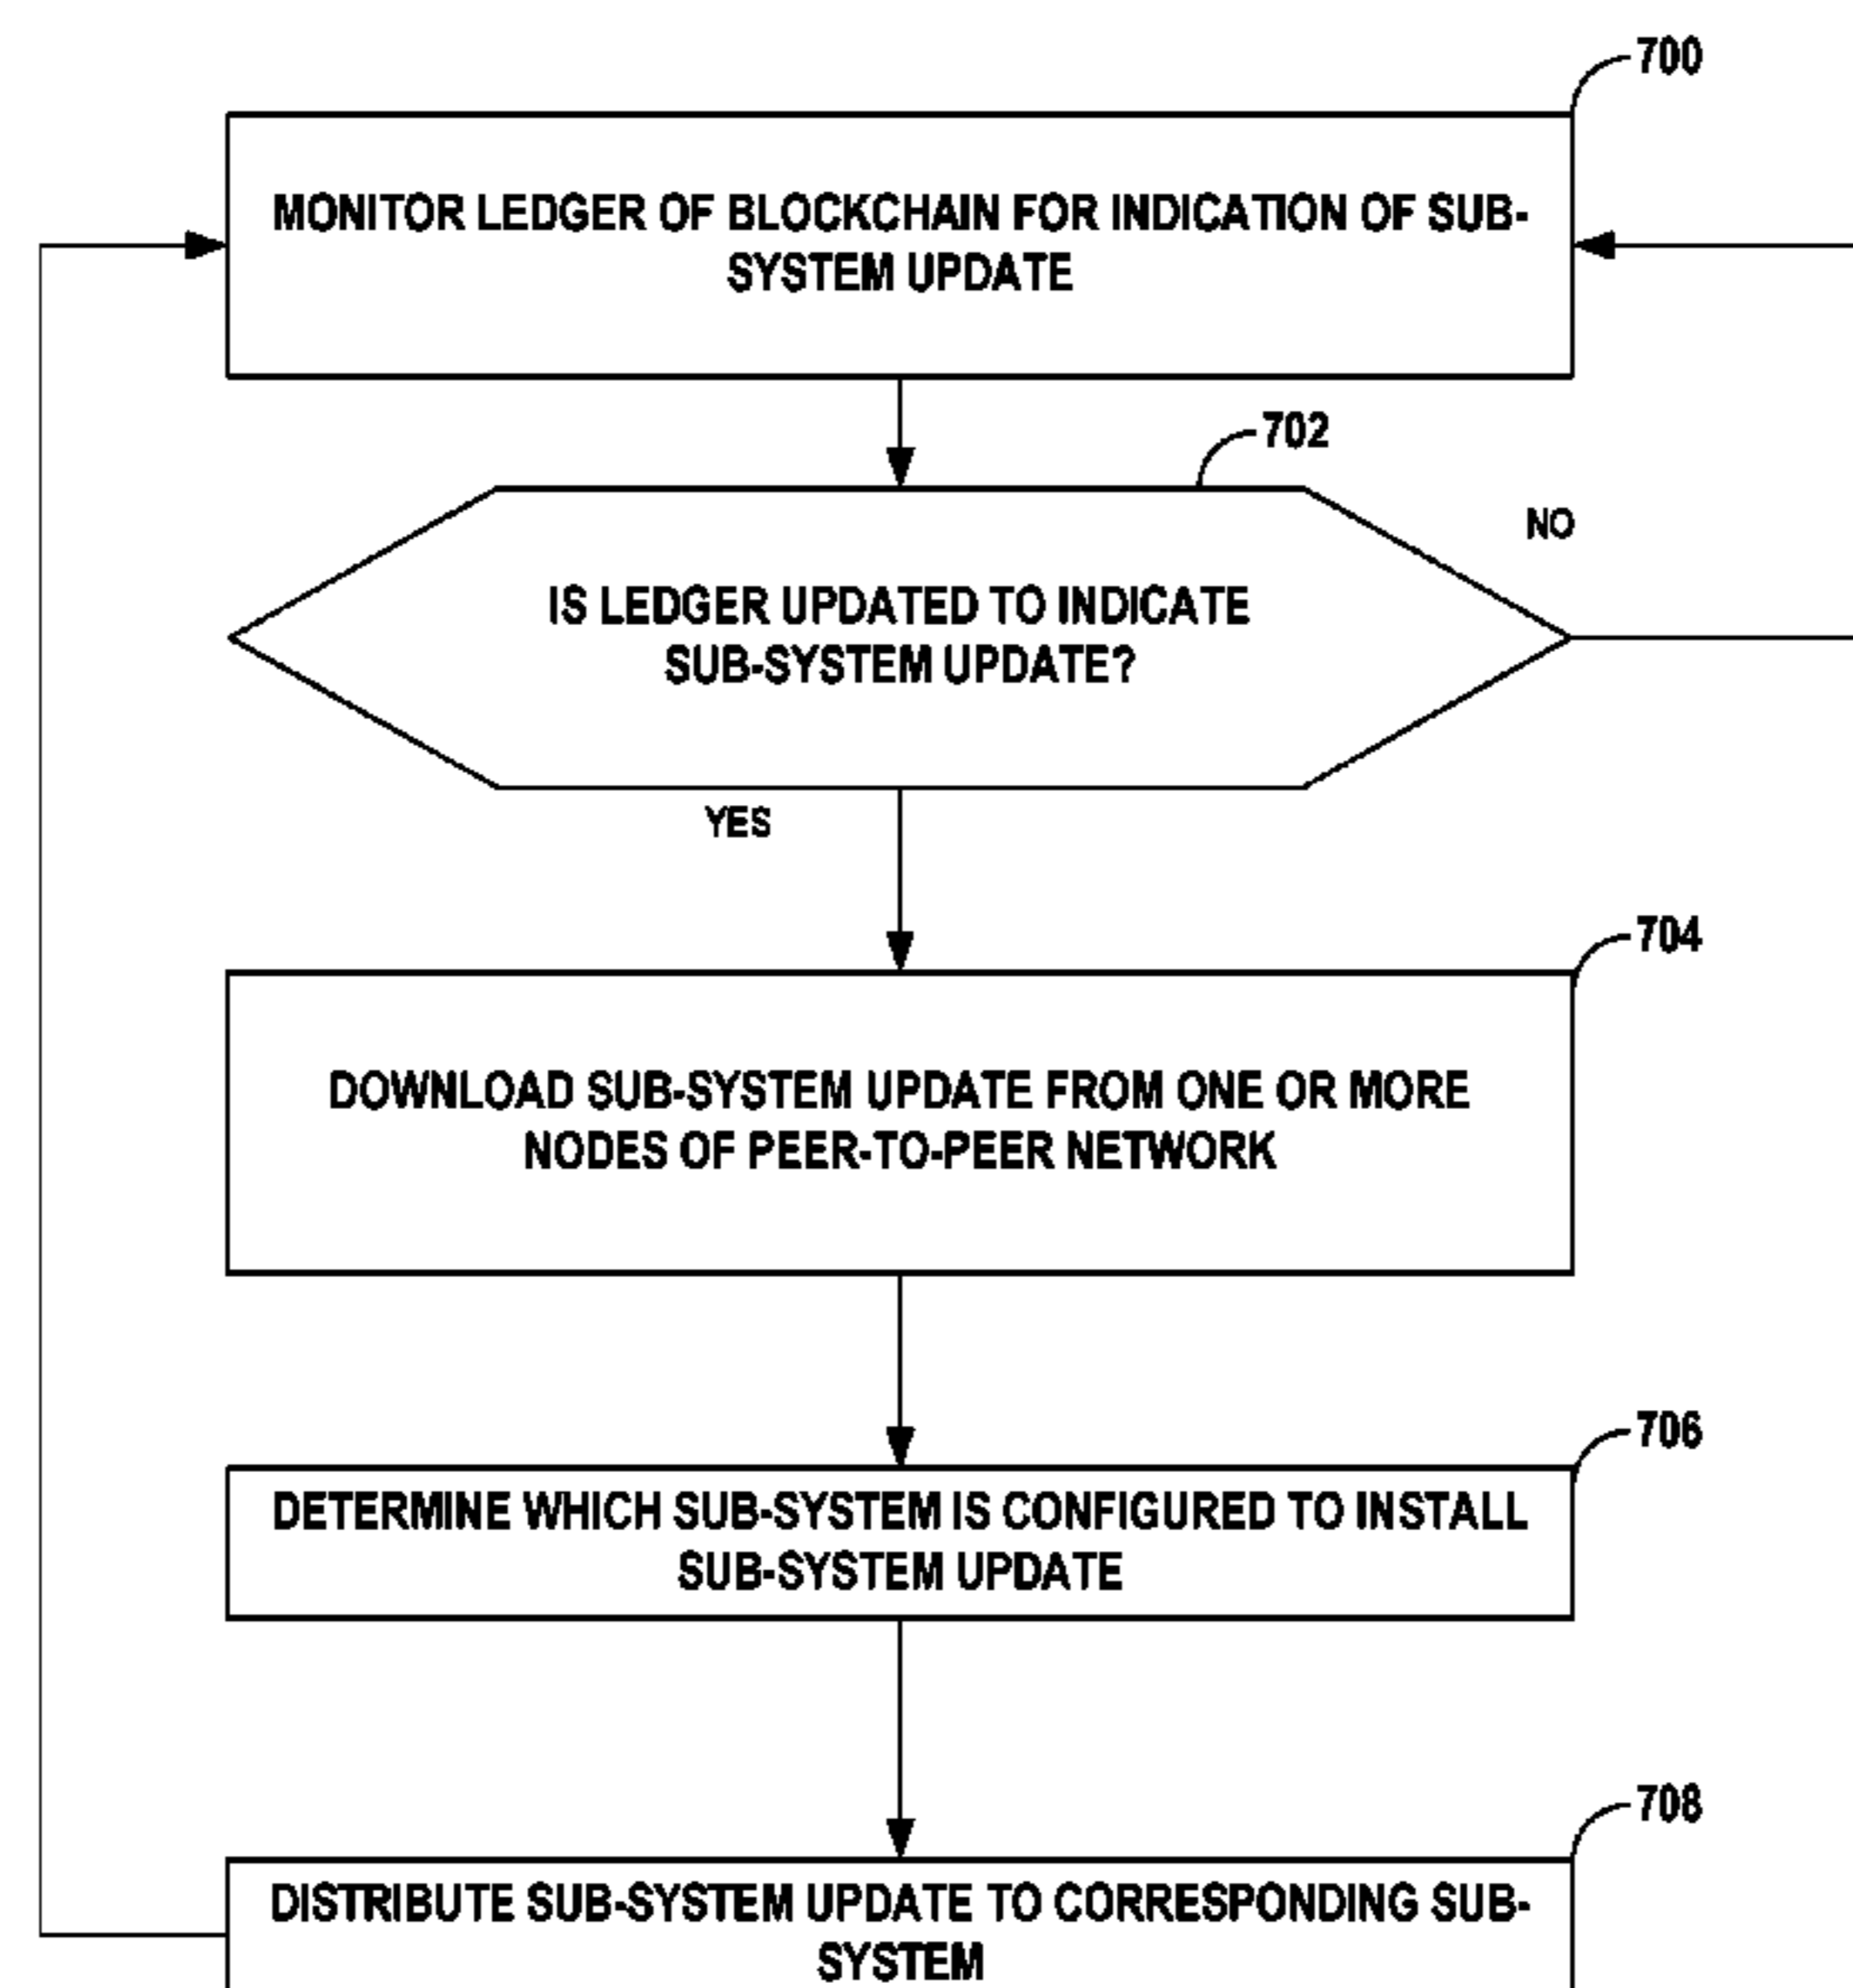 700
MONITOR LEDGER OF BLOCKCHAIN FOR INDICATION OF SUB-
SYSTEM UPDATE
702
NO
IS LEDGER UPDATED TO INDICATE
SUB-SYSTEM UPDATE?
YES
704
DOWNLOAD SUB-SYSTEM UPDATE FROM ONE OR MORE
NODES OF PEER-TO-PEER NETWORK
706
DETERMINE WHICH SUB-SYSTEM IS CONFIGURED TO INSTALL
SUB-SYSTEM UPDATE
708
DISTRIBUTE SUB-SYSTEM UPDATE TO CORRESPONDING SUB-
SYSTEM